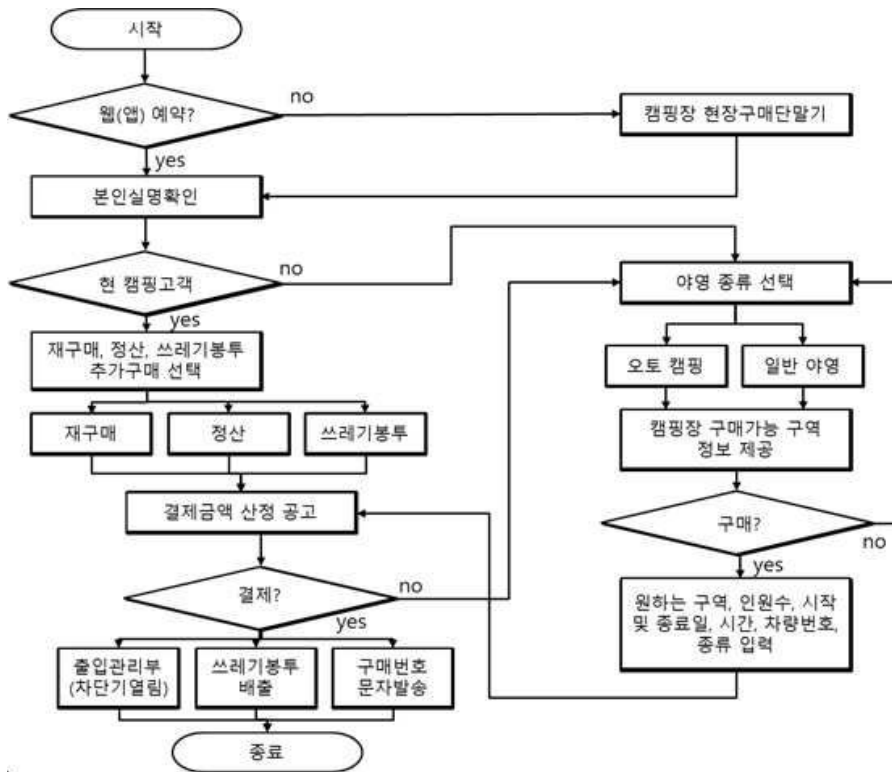 시작
웹(앱) 예약?
no
캠핑장 현장구매단말기
yes
본인실명확인
현 캠핑고객
no
야영 종류 선택
yes
재구매, 정산, 쓰레기봉투
추가구매 선택
오토 캠핑
일반 야영
재구매
정산
쓰레기봉투
캠핑장 구매가능 구역
정보 제공
결제금액 산정 공고
구매?
no
yes
결제?
no
yes
원하는 구역, 인원수, 시작
및 종료일, 시간, 차량번호,
종류 입력
출입관리부
(차단기열림)
쓰레기봉투
배출
구매번호
문자발송
종료